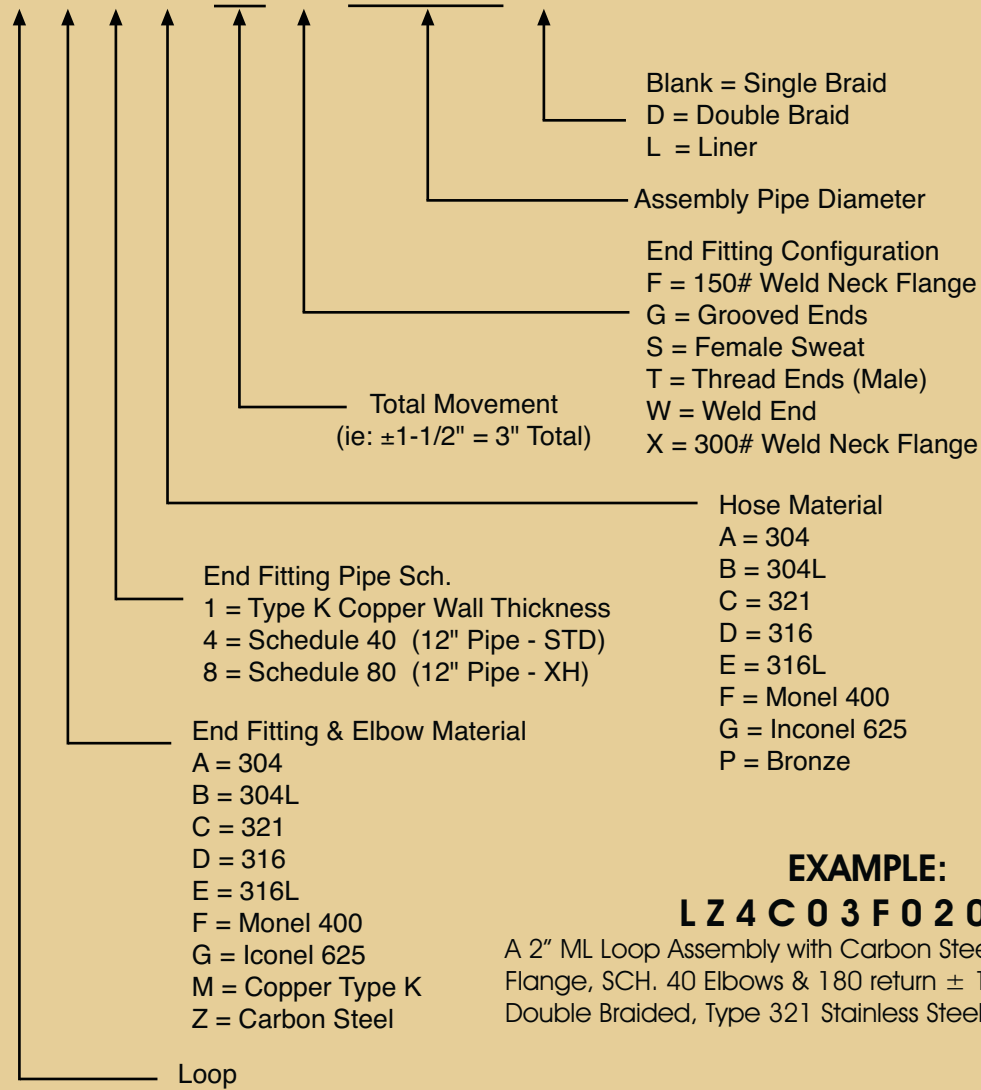 Blank = Single Braid
D = Double Braid
L = Liner
Assembly Pipe Diameter
End Fitting Configuration
F = 150# Weld Neck Flange
G = Grooved Ends
S = Female Sweat
T = Thread Ends (Male)
W = Weld End
X = 300# Weld Neck Flange
Total Movement
(ie: ±1-1/2" = 3" Total)
Hose Material
A = 304
B = 304L
C = 321
D = 316
E = 316L
F = Monel 400
G = Inconel 625
P = Bronze
End Fitting Pipe Sch.
1 = Type K Copper Wall Thickness
4 = Schedule 40 (12" Pipe - STD)
8 = Schedule 80 (12" Pipe - XH)
End Fitting & Elbow Material
A = 304
B = 304L
C = 321
D = 316
E = 316L
F = Monel 400
G = Iconel 625
M = Copper Type K
Z = Carbon Steel
Loop
EXAMPLE:
L Z 4 C 0 3 F 0 2 0
A 2” ML Loop Assembly with Carbon Stee
Flange, SCH. 40 Elbows & 180 return ± 1
Double Braided, Type 321 Stainless Steel